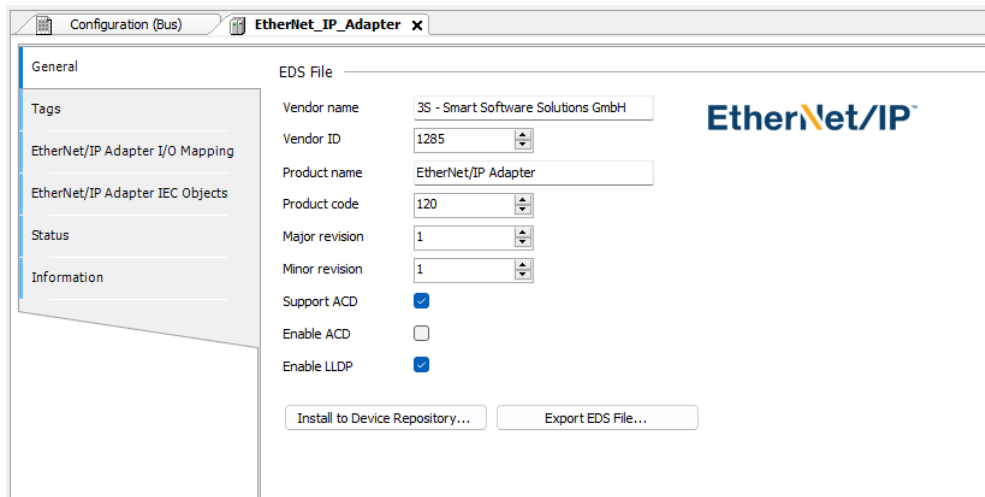 Configuration (Bus) EtherNet_IP_Adapter
General
Tags
EtherNet/IP Adapter I/O Mapping
EtherNet/IP Adapter IEC Objects
Status
Information
EDS File
Vendor name 3S - Smart Software Solutions GmbH
EtherNet/IP™
Vendor ID 1285
Product name EtherNet/IP Adapter
Product code 120
Major revision 1
Minor revision 1
Support ACD
Enable ACD
Enable LLDP
Install to Device Repository... Export EDS File...